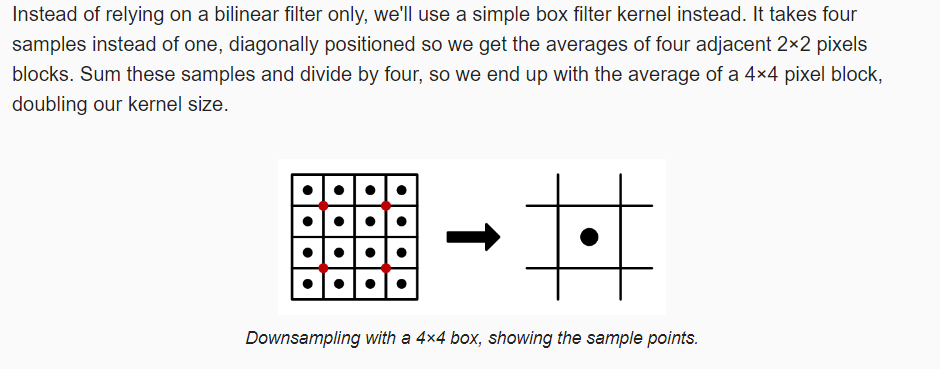 Instead of relying on a bilinear filter only, we'll use a simple box filter kernel instead. It takes four
samples instead of one, diagonally positioned so we get the averages of four adjacent 2×2 pixels
blocks. Sum these samples and divide by four, so we end up with the average of a 4×4 pixel block,
doubling our kernel size.
Downsampling with a 4×4 box, showing the sample points.